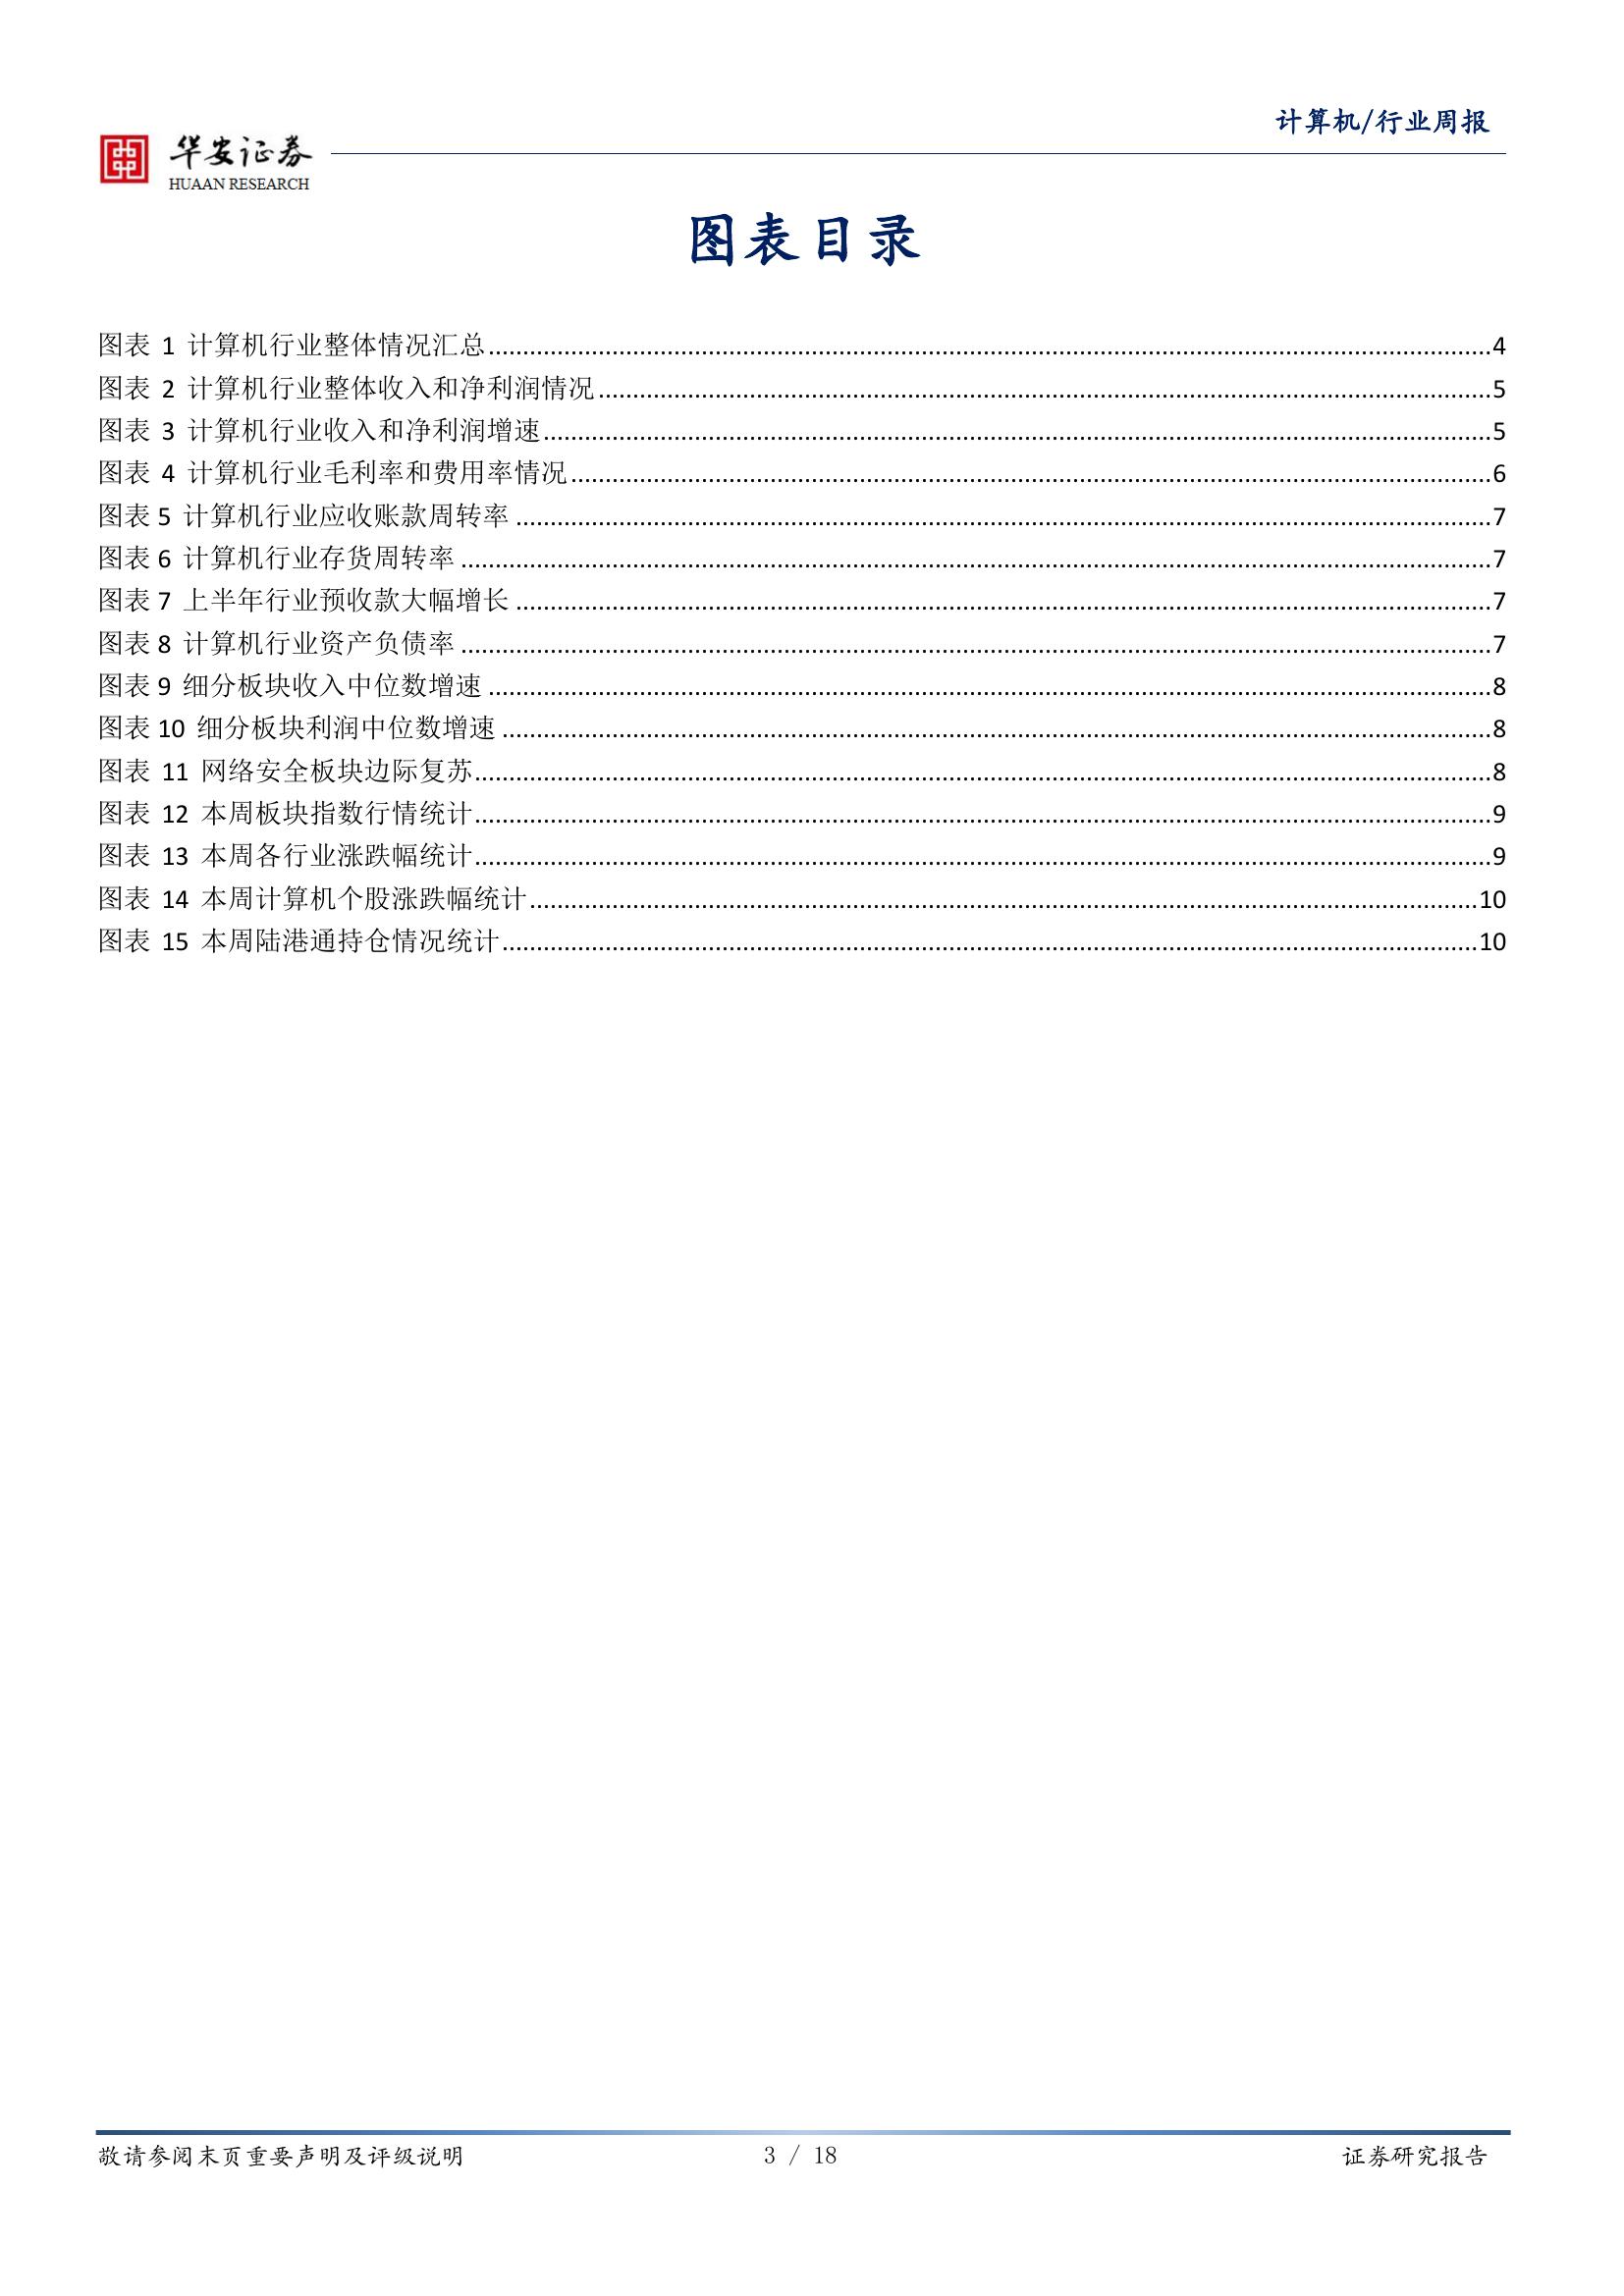 计算机/行业周报
华安证券
HUAAN RESEARCH
图表目录
图表 1 计算机行业整体情况汇总..........4
图表 2 计算机行业整体收入和净利润情况..........5
图表 3 计算机行业收入和净利润增速..........5
图表 4 计算机行业毛利率和费用率情况..........6
图表 5 计算机行业应收账款周转率..........7
图表 6 计算机行业存货周转率..........7
图表 7 上半年行业预收款大幅增长..........7
图表 8 计算机行业资产负债率..........7
图表 9 细分板块收入中位数增速..........8
图表 10 细分板块利润中位数增速..........8
图表 11 网络安全板块边际复苏..........8
图表 12 本周板块指数行情统计..........9
图表 13 本周各行业涨跌幅统计..........9
图表 14 本周计算机个股涨跌幅统计..........10
图表 15 本周陆港通持仓情况统计..........10
敬请参阅末页重要声明及评级说明 3 / 18 证券研究报告